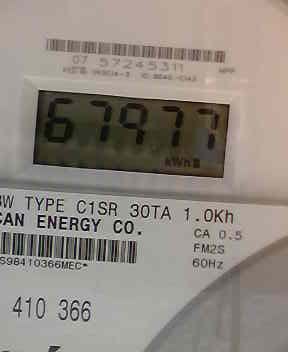 07 57245311
67977
kWh
W TYPE C1SR 30TA 1.0Kh
CAN ENERGY CO.
CA 0.5
FM2S
60Hz
S98410366MEC*
410 366